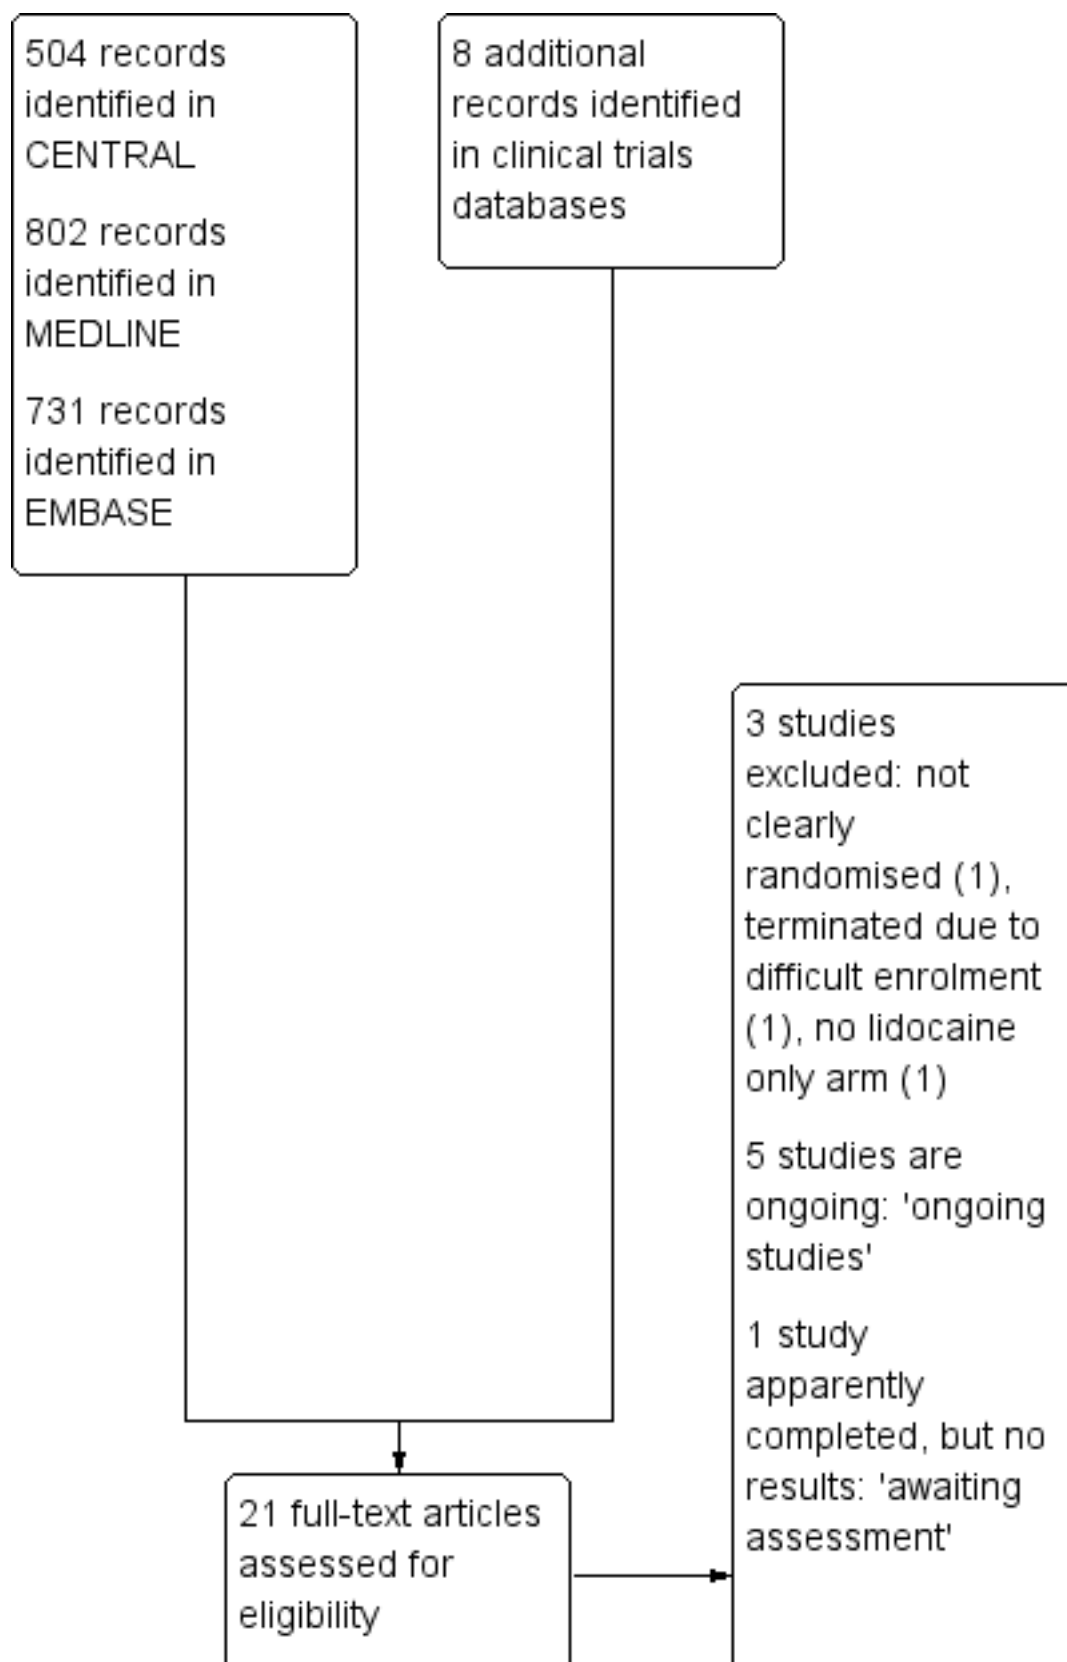 504 records
identified in
CENTRAL
802 records
identified in
MEDLINE
731 records
identified in
EMBASE
8 additional
records identified
in clinical trials
databases
3 studies
excluded: not
clearly
randomised (1),
terminated due to
difficult enrolment
(1), no lidocaine
only arm (1)
5 studies are
ongoing: 'ongoing
studies'
1 study
apparently
completed, but no
results: 'awaiting
assessment'
21 full-text articles
assessed for
eligibility